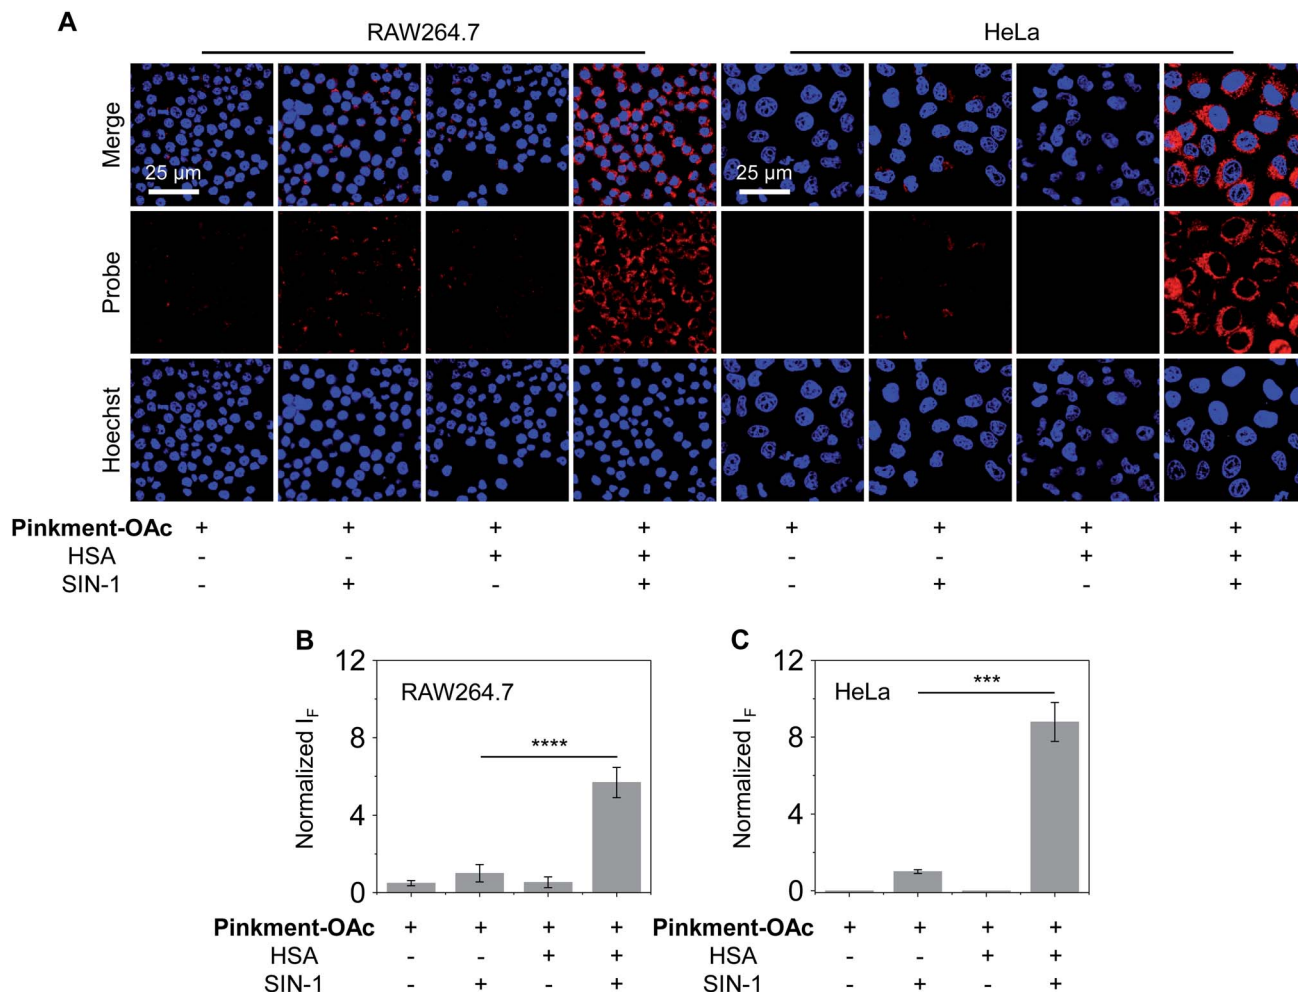 A
RAW264.7 HeLa
Merge
25 µm 25 µm
Probe
Hoechst
Pinkment-OAc + + + + + + + +
HSA - - + + - - + +
SIN-1 - + - + - + - +
B
12
8
4
0
Normalized I_F
RAW264.7
****
Pinkment-OAc + + + +
HSA - - + +
SIN-1 - + - +
C
12
8
4
0
Normalized I_F
HeLa
***
Pinkment-OAc + + + +
HSA - - + +
SIN-1 - + - +